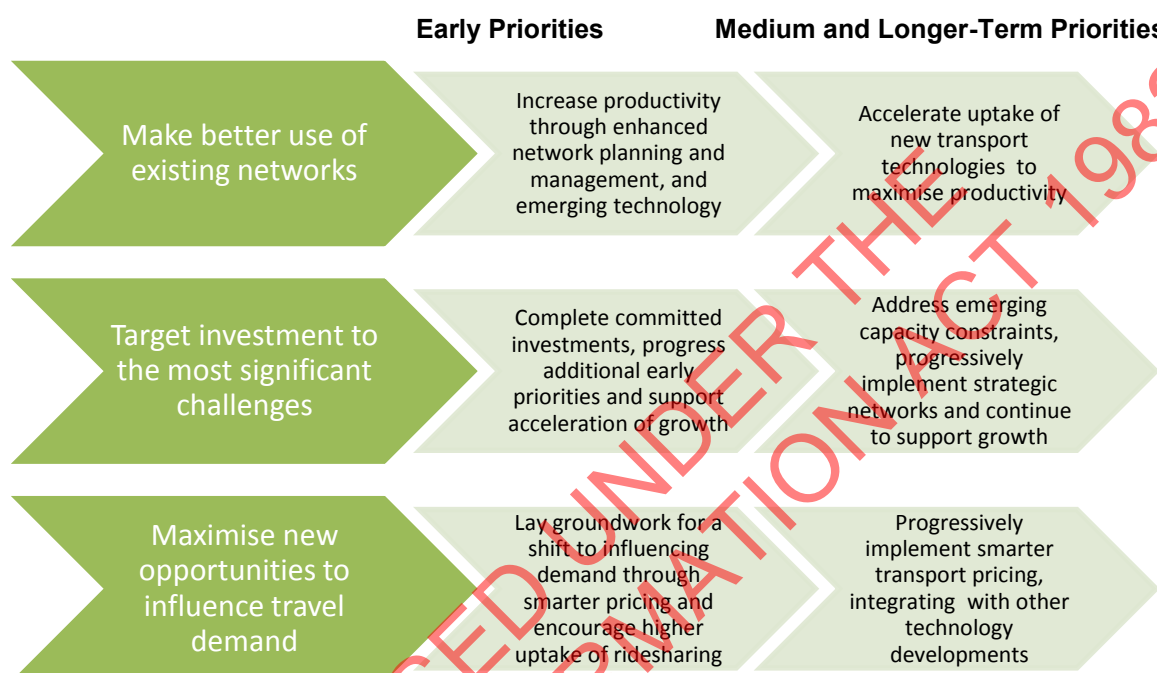 Early Priorities
Medium and Longer-Term Priorities
Make better use of
existing networks
Increase productivity
through enhanced
network planning and
management, and
emerging technology
Accelerate uptake of
new transport
technologies to
maximise productivity
Target investment to
the most significant
challenges
Complete committed
investments, progress
additional early
priorities and support
acceleration of growth
Address emerging
capacity constraints,
progressively
implement strategic
networks and continue
to support growth
Maximise new
opportunities to
influence travel
demand
Lay groundwork for a
shift to influencing
demand through
smarter pricing and
encourage higher
uptake of ridesharing
Progressively
implement smarter
transport pricing,
integrating with other
technology
developments
UNDER THE
ACT